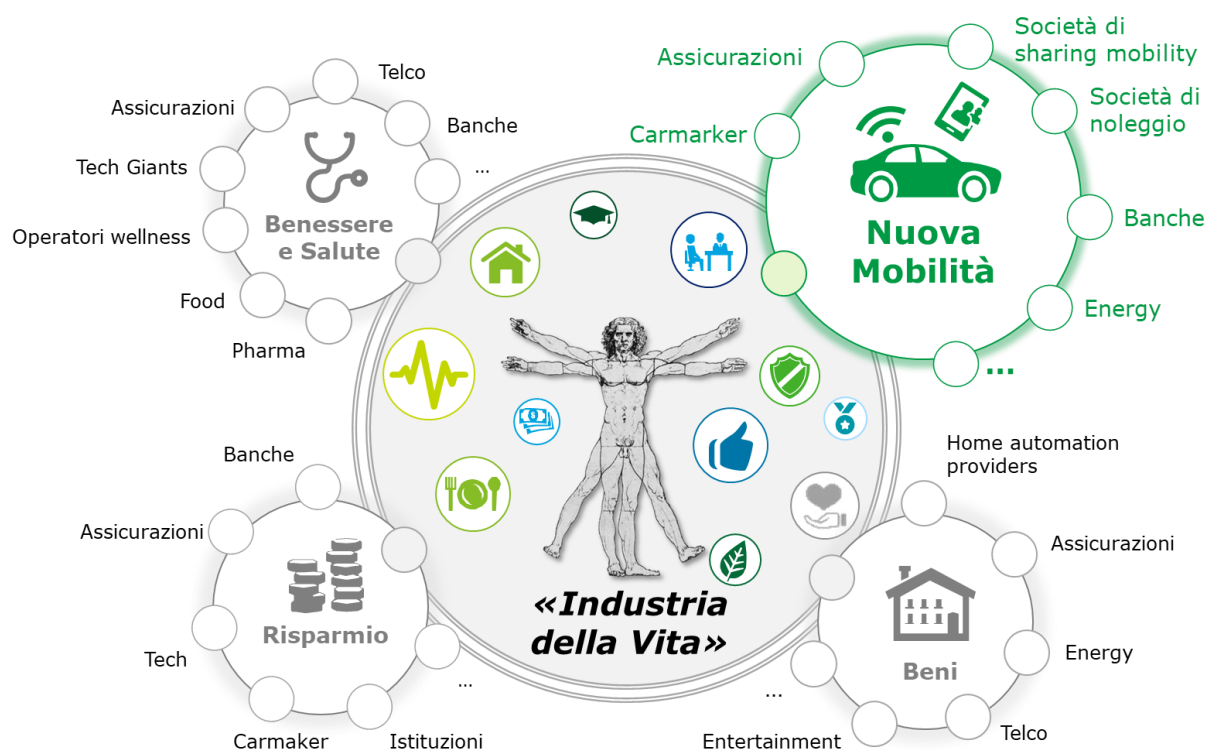 Telco
Assicurazioni
Banche
Tech Giants
...
Operatori wellness
Food
Pharma
Benessere
e Salute
Assicurazioni
Società di
sharing mobility
Carmarker
Società di
noleggio
Banche
Energy
...
Nuova
Mobilità
«Industria
della Vita»
Banche
Assicurazioni
Tech
Carmaker
Istituzioni
...
Risparmio
Home automation
providers
Assicurazioni
Energy
Telco
Entertainment
...
Beni